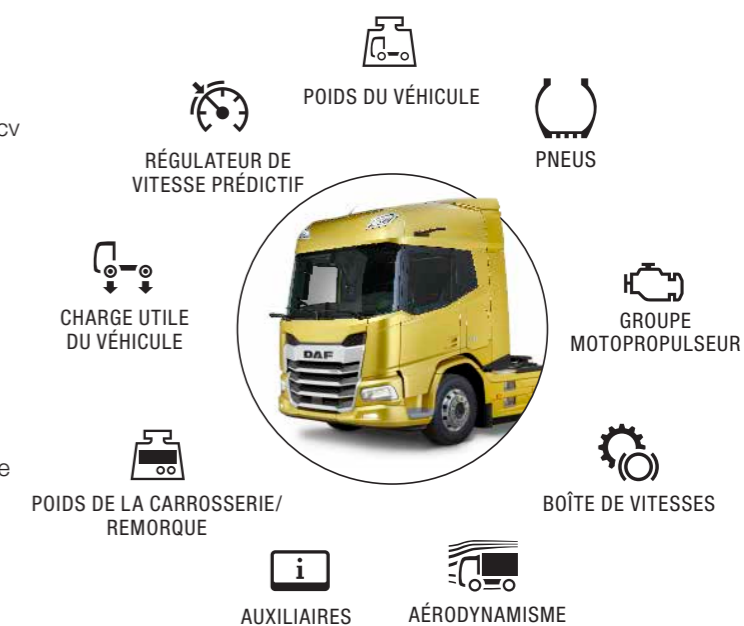 POIDS DU VÉHICULE
cv
RÉGULATEUR DE
VITESSE PRÉDICTIF
PNEUS
CHARGE UTILE
DU VÉHICULE
DAF
GROUPE
MOTOPROPULSEUR
e
POIDS DE LA CARROSSERIE/
REMORQUE
BOÎTE DE VITESSES
i
AUXILIAIRES
AÉRODYNAMISME